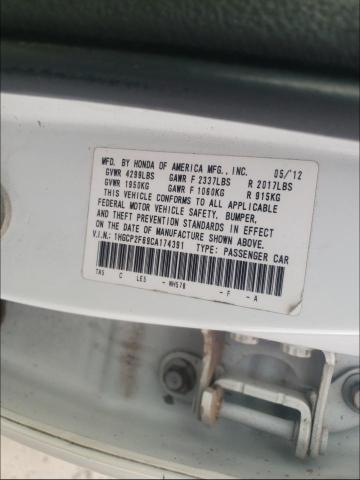 MFD. BY HONDA OF AMERICA MFG., INC. 05/'12
GVWR 4299LBS GAWR F 2337LBS R 2017LBS
GVWR 1950KG GAWR F 1060KG R 915KG
THIS VEHICLE CONFORMS TO ALL APPLICABLE
FEDERAL MOTOR VEHICLE SAFETY, BUMPER,
AND THEFT PREVENTION STANDARDS IN EFFECT
ON THE DATE OF MANUFACTURE SHOWN ABOVE.
V.I.N.: 1HGCP2F69CA174391 TYPE: PASSENGER CAR
TA5 C LE5 - NH578 - F - A